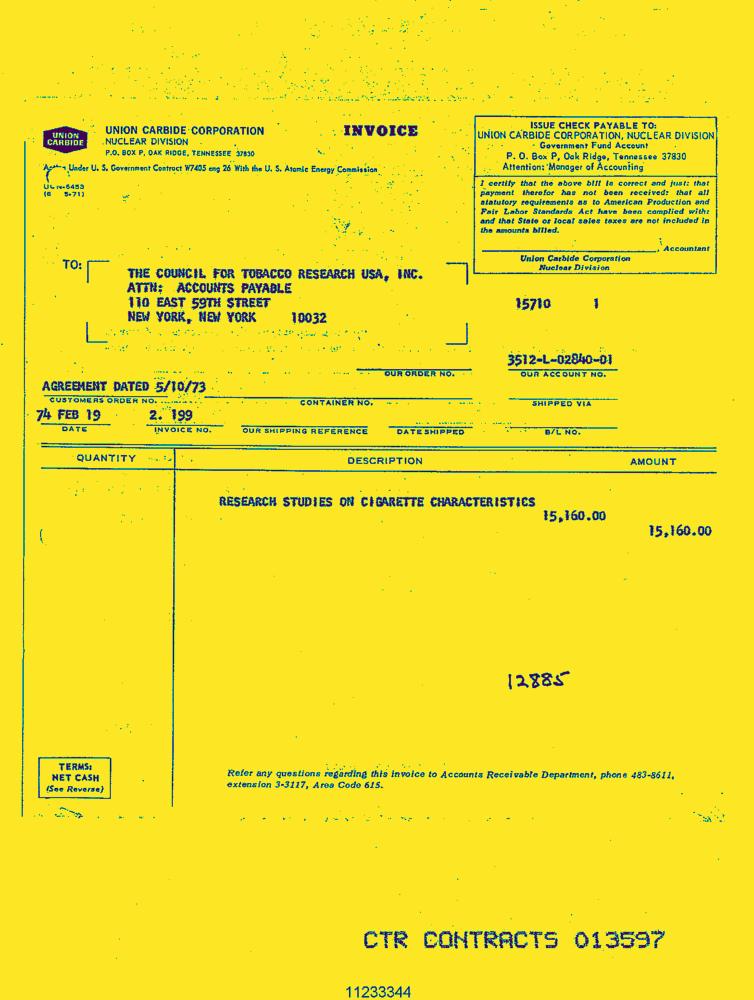 UNION CARBIDE
UNION CARBIDE CORPORATION
NUCLEAR DIVISION
P.O. BOX P, OAK RIDGE, TENNESSEE 37830
Under U. S. Government Contract W7405 eng 26 With the U. S. Atomic Energy Commission
5-71)
INVOICE
ISSUE CHECK PAYABLE TO:
UNION CARBIDE CORPORATION, NUCLEAR DIVISION
Government Fund Account
P. O. Box P, Oak Ridge, Tennessee 37830
Attention: Manager of Accounting
I certify that the above bill is correct and just; that
payment therefor has not been received; that all
statutory requirements as to American Production and
Fair Labor Standards Act have been complied with;
and that State or local sales taxes are not included in
the amounts billed.
, Accountant
Union Carbide Corporation
Nuclear Division
TO:
THE COUNCIL FOR TOBACCO RESEARCH USA, INC.
ATTN: ACCOUNTS PAYABLE
110 EAST 59TH STREET
NEW YORK, NEW YORK 10032
15710 1
3512-L-02840-01
OUR ORDER NO. OUR ACCOUNT NO.
AGREEMENT DATED 5/10/73
CUSTOMERS ORDER NO. CONTAINER NO. SHIPPED VIA
74 FEB 19 2. 199
DATE INVOICE NO. OUR SHIPPING REFERENCE DATE SHIPPED B/L NO.
QUANTITY DESCRIPTION AMOUNT
RESEARCH STUDIES ON CIGARETTE CHARACTERISTICS
15,160.00
15,160.00
12885
TERMS:
NET CASH
(See Reverse)
Refer any questions regarding this invoice to Accounts Receivable Department, phone 483-8611,
extension 3-3117, Area Code 615.
CTR CONTRACTS 013597
11233344